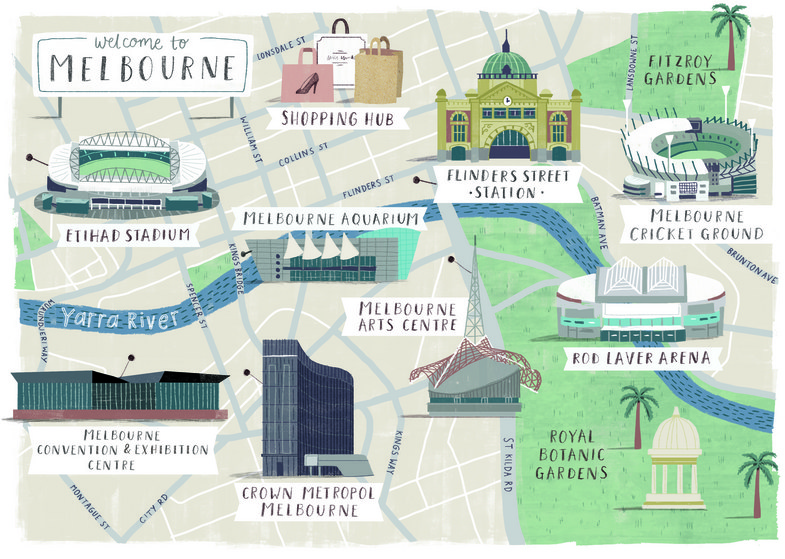 welcome to
MELBOURNE
LONSDALE ST
SHOPPING HUB
LANSDOWNE ST
FITZROY
GARDENS
WILLIAM ST
COLLINS ST
FLINDERS ST
FLINDERS STREET
· STATION ·
ETIHAD STADIUM
MELBOURNE AQUARIUM
BATMAN AVE
MELBOURNE
CRICKET GROUND
BRUNTON AVE
KINGS BRIDGE
SPENCER ST
Yarra River
WURUNDJERI WAY
MELBOURNE
ARTS CENTRE
ROD LAVER ARENA
MELBOURNE
CONVENTION & EXHIBITION
CENTRE
CROWN METROPOL
MELBOURNE
KINGS WAY
ST KILDA RD
ROYAL
BOTANIC
GARDENS
MONTAGUE ST
CITY RD